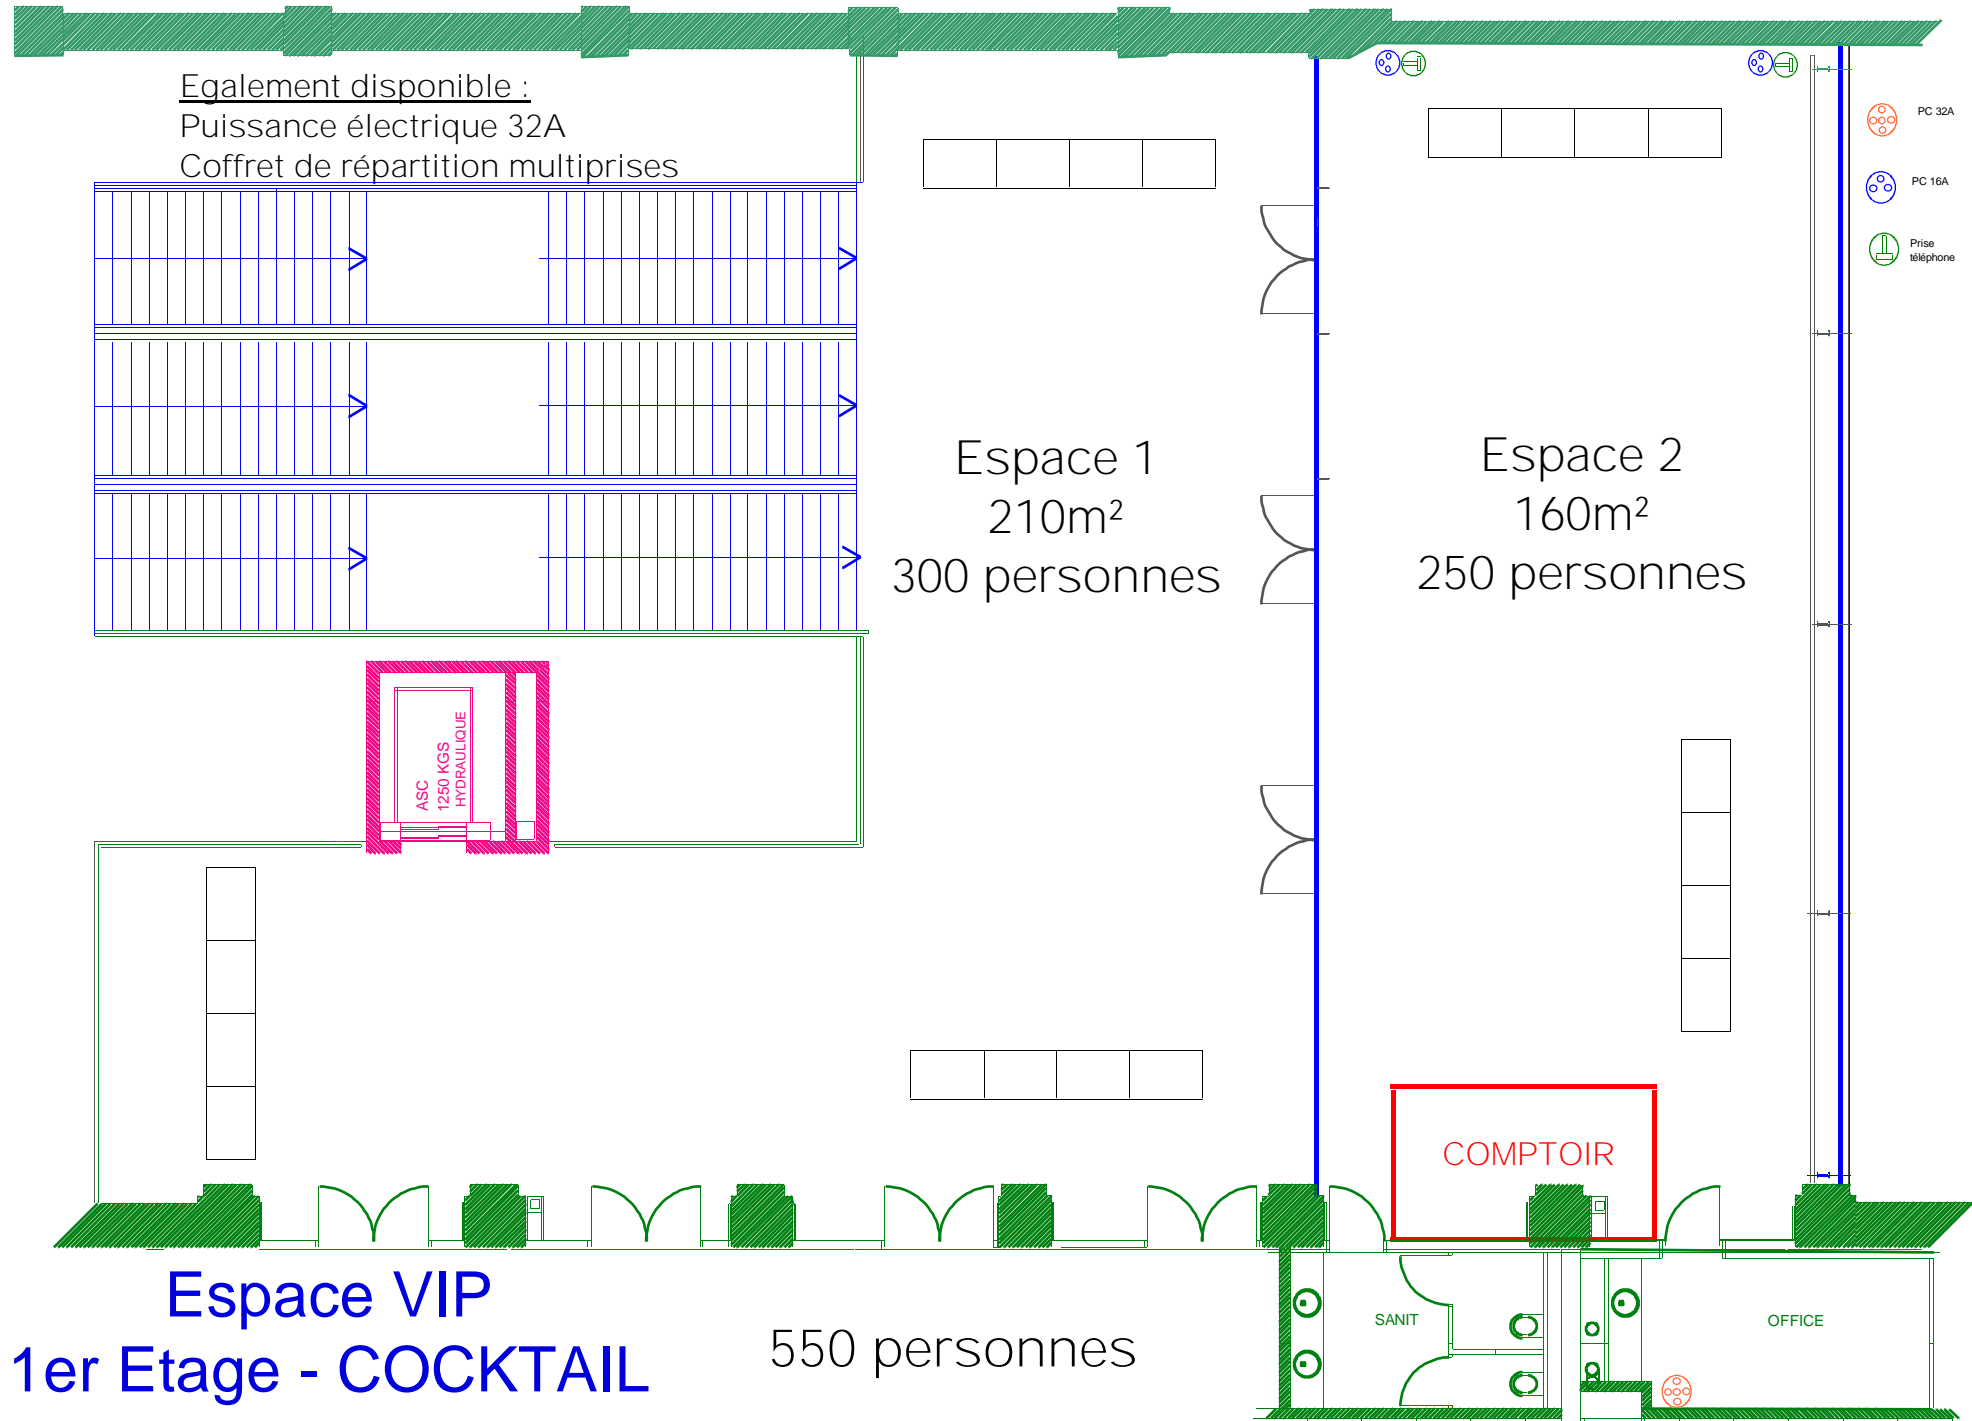 Egalement disponible :
Puissance électrique 32A
Coffret de répartition multiprises
PC 32A
PC 16A
Prise
téléphone
Espace 1
210m²
300 personnes
Espace 2
160m²
250 personnes
ASC
1250 KGS
HYDRAULIQUE
COMPTOIR
SANIT
OFFICE
Espace VIP
1er Etage - COCKTAIL
550 personnes